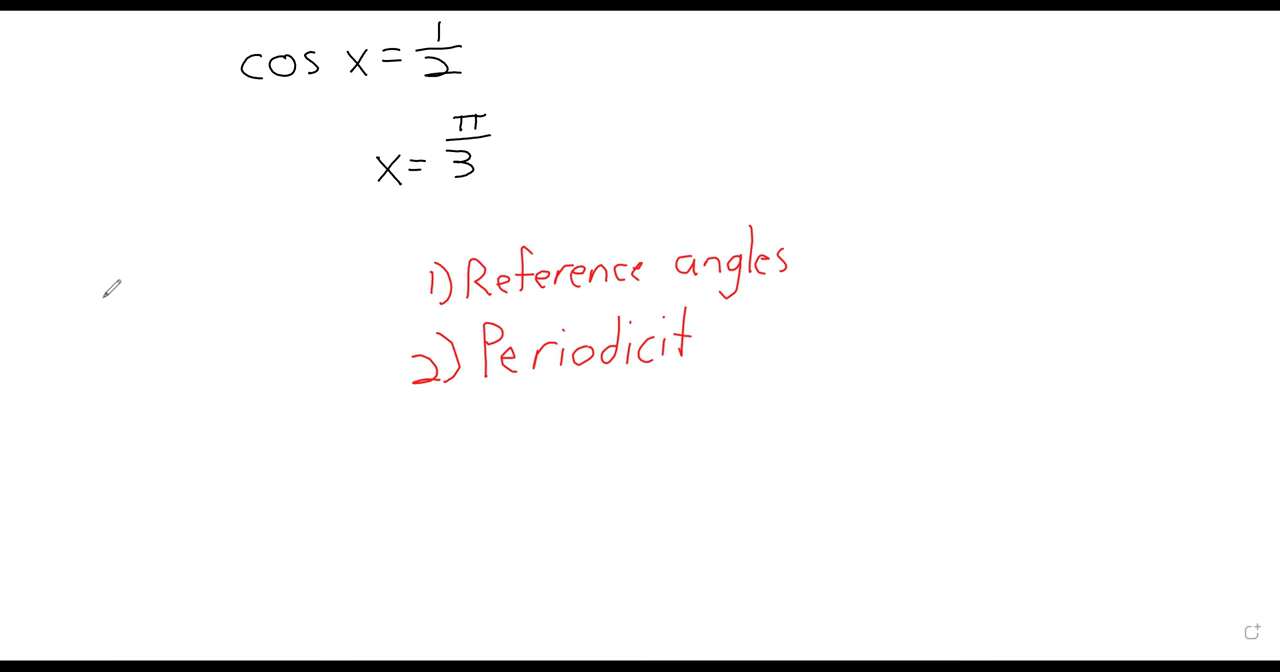 cos x = 1/2
x = π/3
1) Reference angles
2) Periodicit